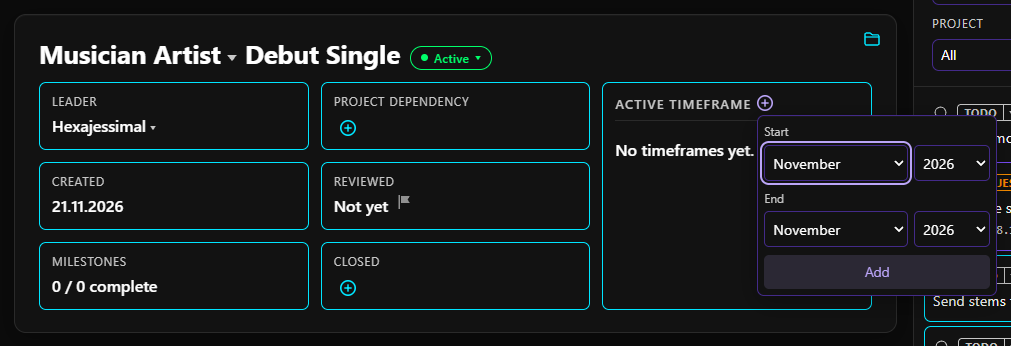 Musician Artist Debut Single Active
LEADER
Hexajessimal
PROJECT DEPENDENCY
ACTIVE TIMEFRAME
No timeframes yet.
CREATED
21.11.2026
REVIEWED
Not yet
MILESTONES
0 / 0 complete
CLOSED
Start
November 2026
End
November 2026
Add
PROJECT
All
TODO
Send stems
TODO